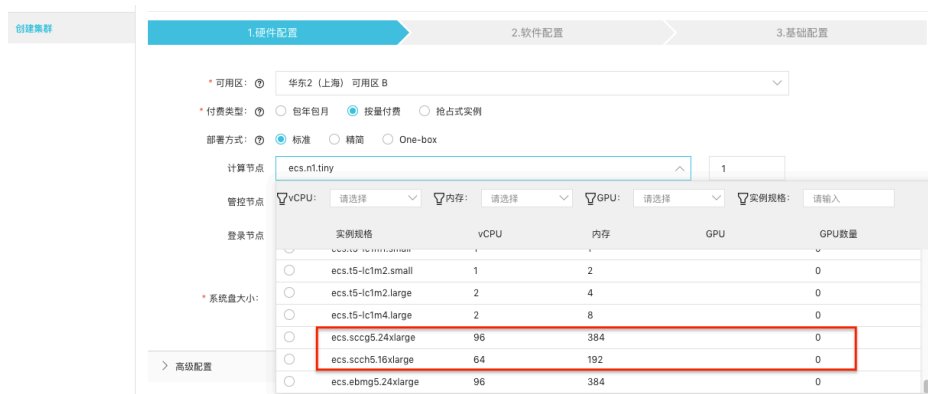 创建集群
1.硬件配置 2.软件配置 3.基础配置
* 可用区: 华东2（上海） 可用区 B
* 付费类型: 包年包月 按量付费 抢占式实例
部署方式: 标准 精简 One-box
计算节点 ecs.n1.tiny 1
管控节点 vCPU: 请选择 内存: 请选择 GPU: 请选择 实例规格: 请输入
登录节点 实例规格 vCPU 内存 GPU GPU数量
ecs.t5-lc1m2.small 1 2 0
ecs.t5-lc1m2.large 2 4 0
* 系统盘大小:
ecs.t5-lc1m4.large 2 8 0
ecs.sccg5.24xlarge 96 384 0
ecs.scch5.16xlarge 64 192 0
高级配置
ecs.ebmg5.24xlarge 96 384 0